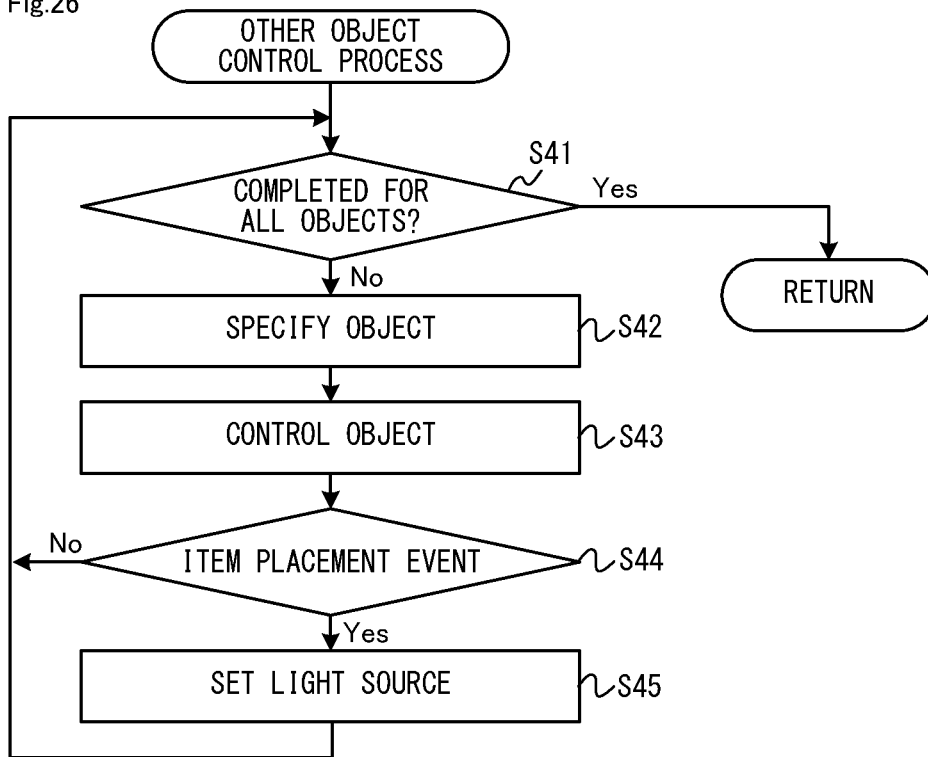 Fig.26
OTHER OBJECT
CONTROL PROCESS
S41
COMPLETED FOR
ALL OBJECTS?
Yes
No
RETURN
SPECIFY OBJECT
S42
CONTROL OBJECT
S43
No
ITEM PLACEMENT EVENT
S44
Yes
SET LIGHT SOURCE
S45